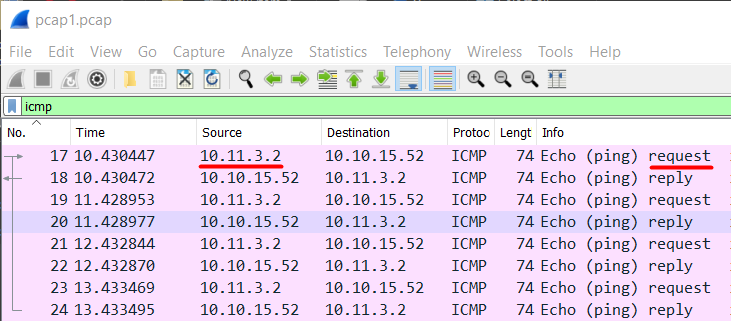 pcap1.pcap
File Edit View Go Capture Analyze Statistics Telephony Wireless Tools Help
icmp
No. Time Source Destination Protoc Lengt Info
17 10.430447 10.11.3.2 10.10.15.52 ICMP 74 Echo (ping) request
18 10.430472 10.10.15.52 10.11.3.2 ICMP 74 Echo (ping) reply
19 11.428953 10.11.3.2 10.10.15.52 ICMP 74 Echo (ping) request
20 11.428977 10.10.15.52 10.11.3.2 ICMP 74 Echo (ping) reply
21 12.432844 10.11.3.2 10.10.15.52 ICMP 74 Echo (ping) request
22 12.432870 10.10.15.52 10.11.3.2 ICMP 74 Echo (ping) reply
23 13.433469 10.11.3.2 10.10.15.52 ICMP 74 Echo (ping) request
24 13.433495 10.10.15.52 10.11.3.2 ICMP 74 Echo (ping) reply